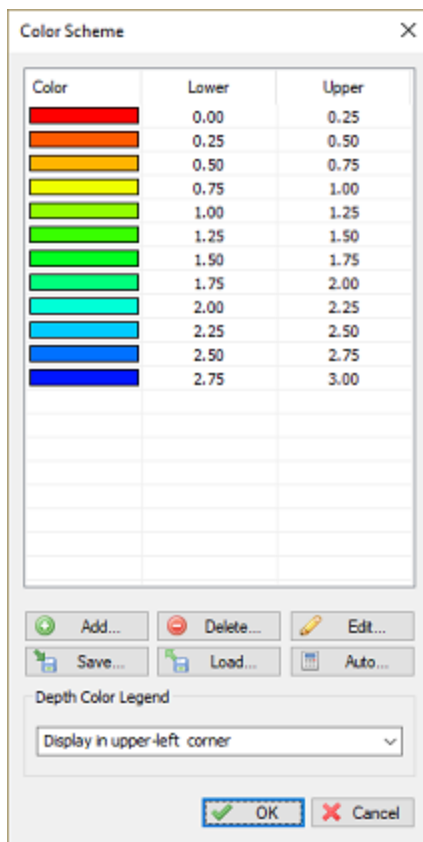 Color Scheme
Color Lower Upper
0.00 0.25
0.25 0.50
0.50 0.75
0.75 1.00
1.00 1.25
1.25 1.50
1.50 1.75
1.75 2.00
2.00 2.25
2.25 2.50
2.50 2.75
2.75 3.00
Add... Delete... Edit...
Save... Load... Auto...
Depth Color Legend
Display in upper-left corner
OK Cancel